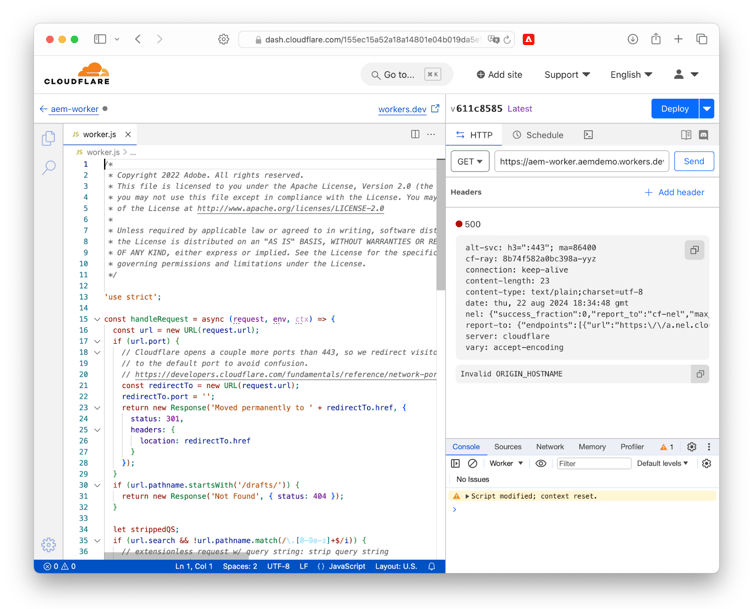 dash.cloudflare.com/155ec15a52a18a14801e04b019da5e
CLOUDFLARE
Go to...
⌘ K
Add site
Support
English
aem-worker
workers.dev
v611c8585 Latest
Deploy
JS worker.js
JS worker.js > ...
HTTP
Schedule
GET
https://aem-worker.aemdemo.workers.de
Send
Headers
Add header
1 /*
2 * Copyright 2022 Adobe. All rights reserved.
3 * This file is licensed to you under the Apache License, Version 2.0 (the
4 * you may not use this file except in compliance with the License. You may
5 * of the License at http://www.apache.org/licenses/LICENSE-2.0
6 *
7 * Unless required by applicable law or agreed to in writing, software dist
8 * the License is distributed on an "AS IS" BASIS, WITHOUT WARRANTIES OR RE
9 * OF ANY KIND, either express or implied. See the License for the specific
10 * governing permissions and limitations under the License.
11 */
12
13 'use strict';
14
15 const handleRequest = async (request, env, ctx) => {
16 const url = new URL(request.url);
17 if (url.port) {
18 // Cloudflare opens a couple more ports than 443, so we redirect visito
19 // to the default port to avoid confusion.
20 // https://developers.cloudflare.com/fundamentals/reference/network-por
21 const redirectTo = new URL(request.url);
22 redirectTo.port = '';
23 return new Response('Moved permanently to ' + redirectTo.href, {
24 status: 301,
25 headers: {
26 location: redirectTo.href
27 }
28 });
29 }
30 if (url.pathname.startsWith('/drafts/')) {
31 return new Response('Not Found', { status: 404 });
32 }
33
34 let strippedQS;
35 if (url.search && !url.pathname.match(/\.[0-9a-z]+$/i)) {
36 // extensionless request w/ query string: strip query string
500
alt-svc: h3=":443"; ma=86400
cf-ray: 8b74f582a0bc398a-yyz
connection: keep-alive
content-length: 23
content-type: text/plain;charset=utf-8
date: thu, 22 aug 2024 18:34:48 gmt
nel: {"success_fraction":0,"report_to":"cf-nel","max_
report-to: {"endpoints":[{"url":"https:\/\/a.nel.clo
server: cloudflare
vary: accept-encoding
Invalid ORIGIN_HOSTNAME
Console
Sources
Network
Memory
Profiler
1
Worker
Filter
Default levels
No Issues
Script modified; context reset.
0 0
Ln 1, Col 1
Spaces: 2
UTF-8
LF
{} JavaScript
Layout: U.S.